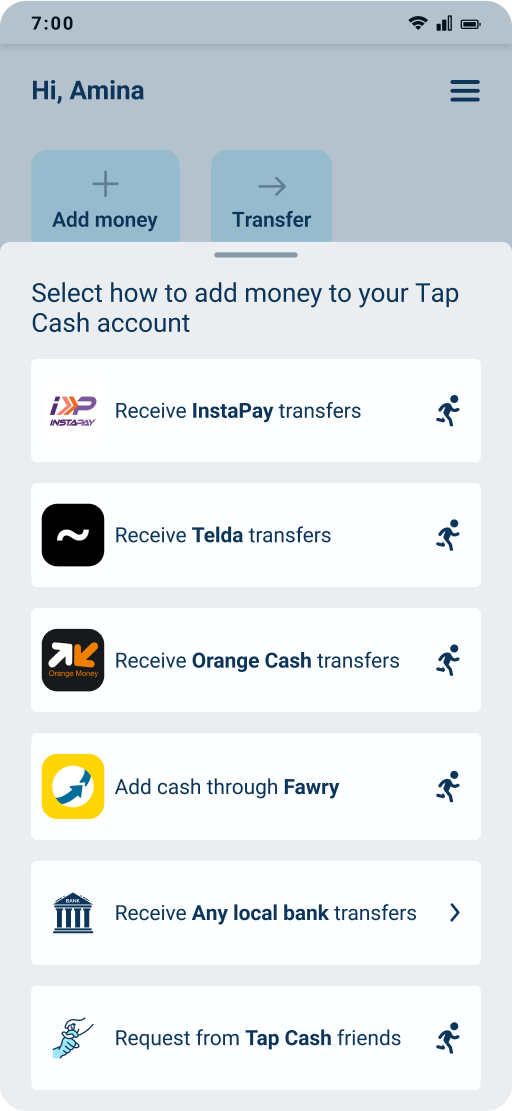 7:00
Hi, Amina
Add money
Transfer
Select how to add money to your Tap
Cash account
INSTAPAY
Receive InstaPay transfers
Receive Telda transfers
Orange Money
Receive Orange Cash transfers
Add cash through Fawry
BANK
Receive Any local bank transfers
Request from Tap Cash friends